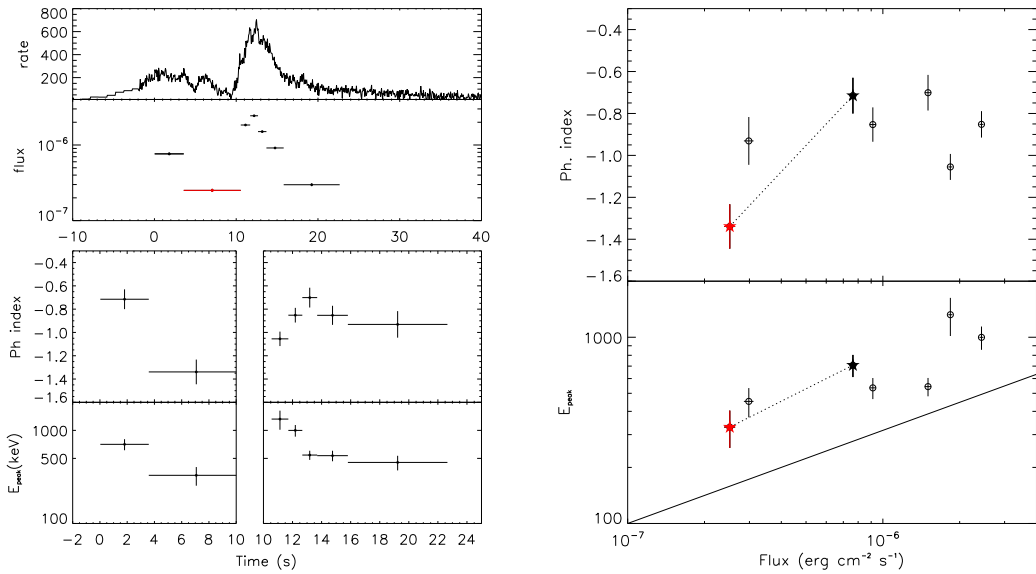 800
600
400
200
rate
10⁻⁶
10⁻⁷
flux
−10 0 10 20 30 40
−0.4
−0.6
−0.8
−1.0
−1.2
−1.4
−1.6
Ph index
1000
500
100
E_peak(keV)
−2 0 2 4 6 8 10
10 12 14 16 18 20 22 24
Time (s)
−0.4
−0.6
−0.8
−1.0
−1.2
−1.4
−1.6
Ph. index
1000
100
E_peak
10⁻⁷ 10⁻⁶
Flux (erg cm⁻² s⁻¹)